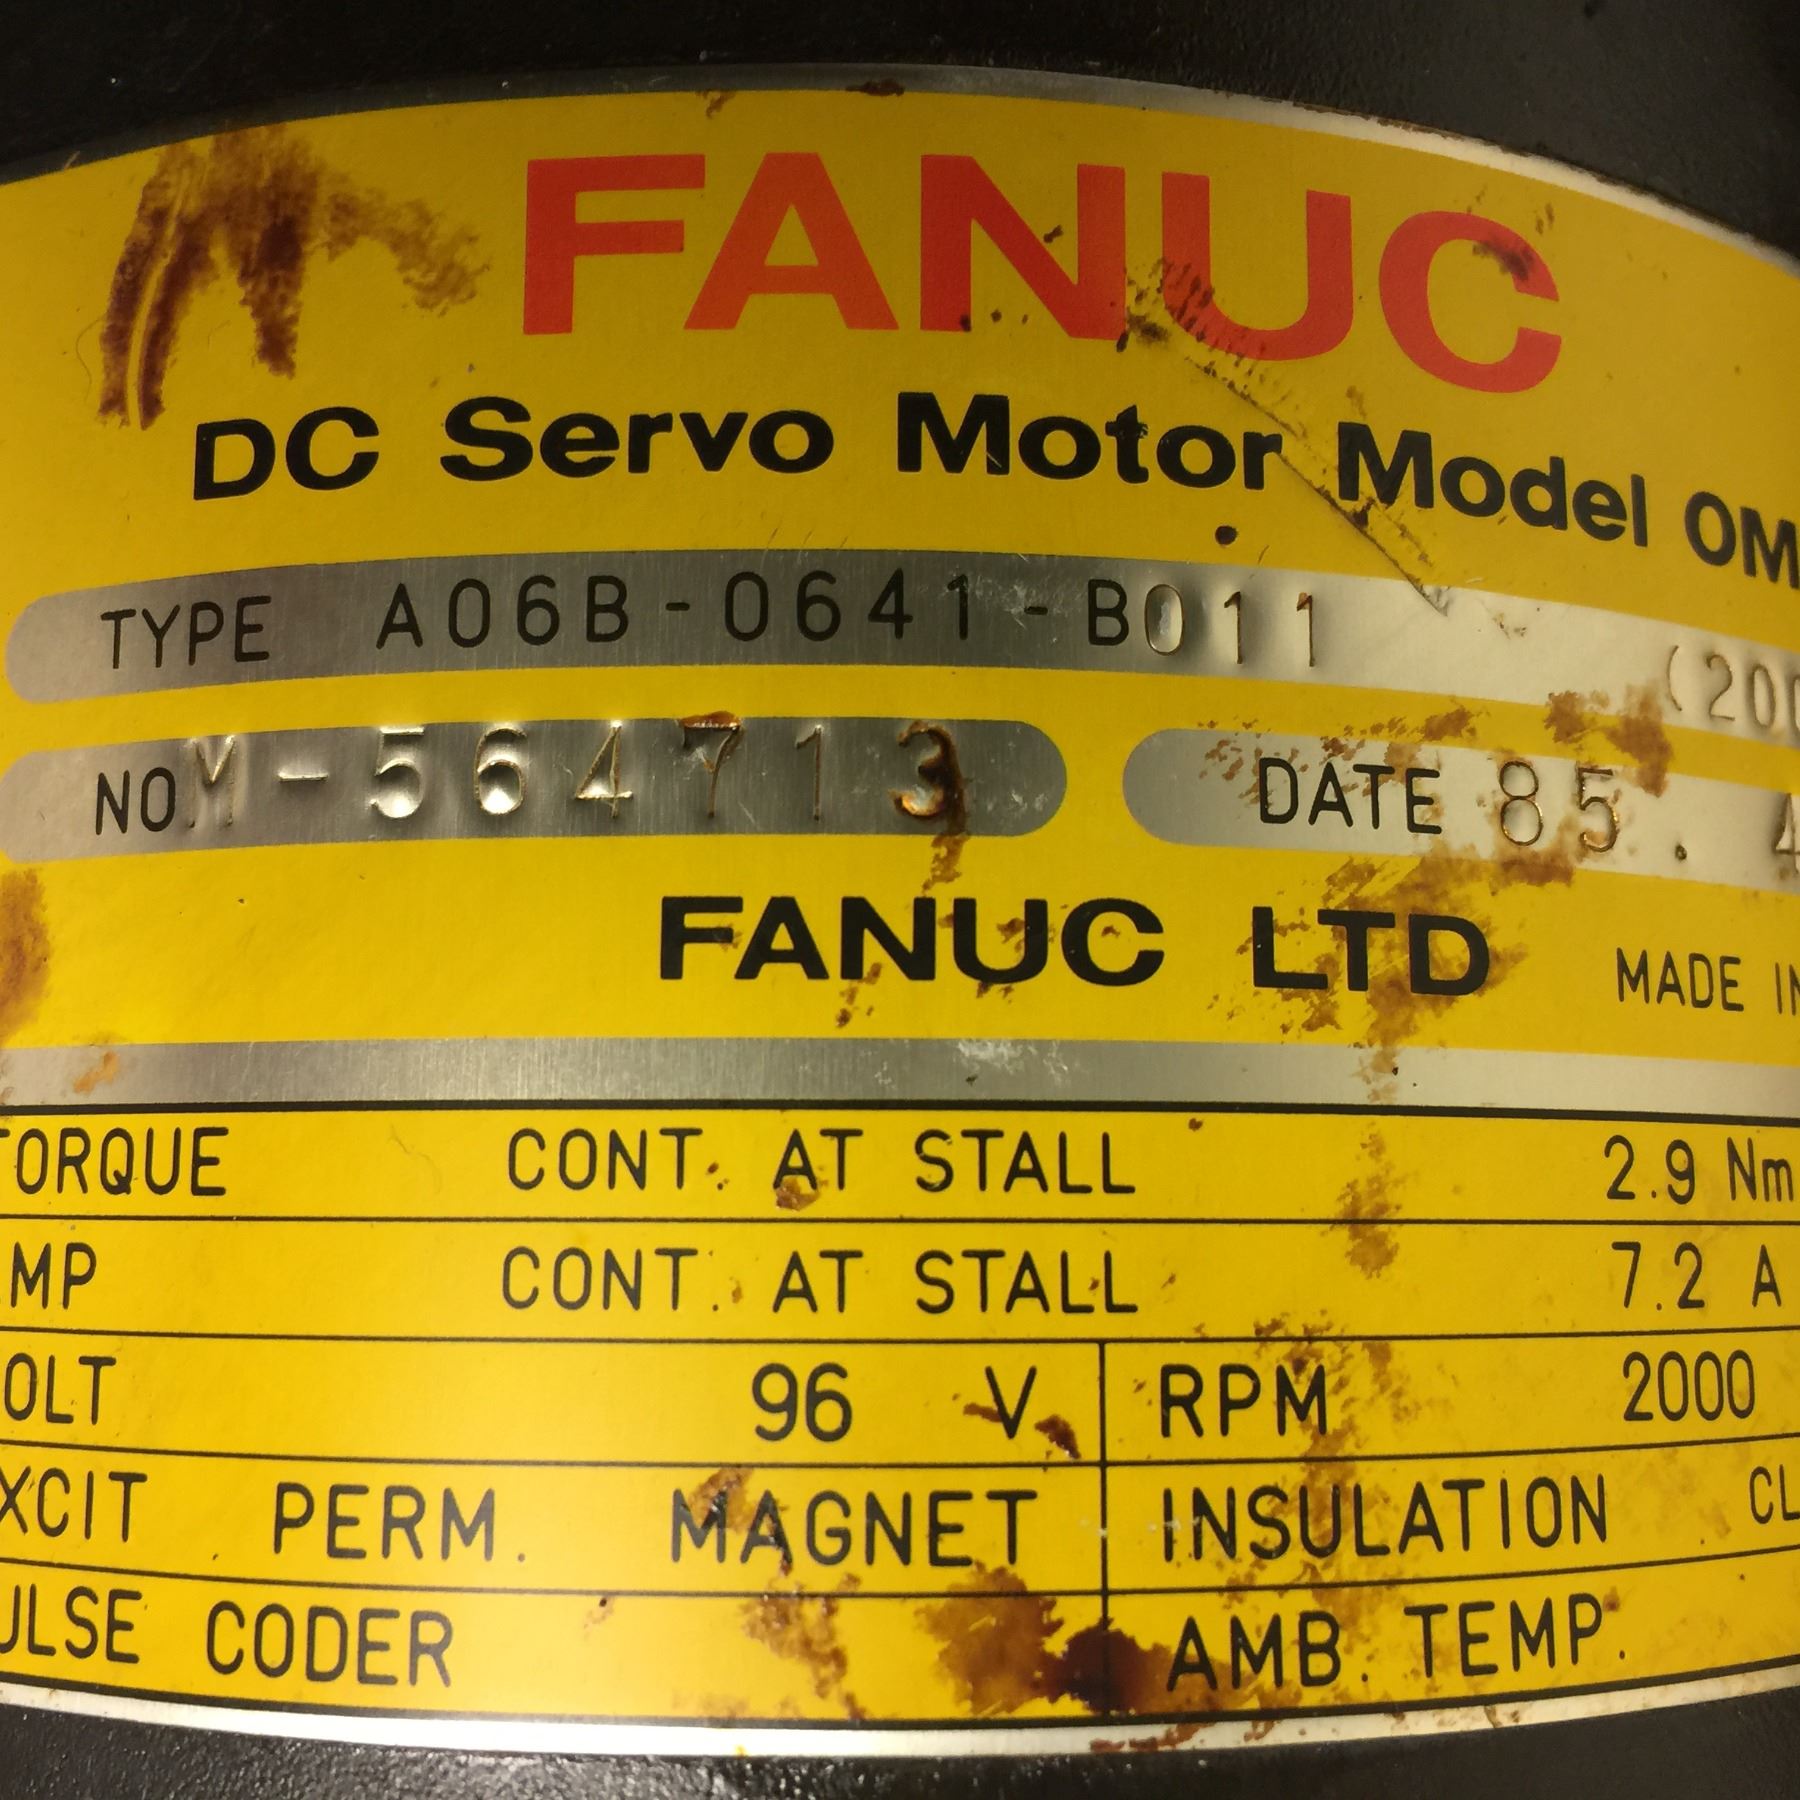 FANUC
DC Servo Motor Model 0M
TYPE A06B-0641-B011 (200
NO M-564713 DATE 85. 4
FANUC LTD MADE IN
TORQUE CONT. AT STALL 2.9 Nm
MP CONT. AT STALL 7.2 A
OLT 96 V RPM 2000
XCIT PERM. MAGNET INSULATION CL
ULSE CODER AMB. TEMP.